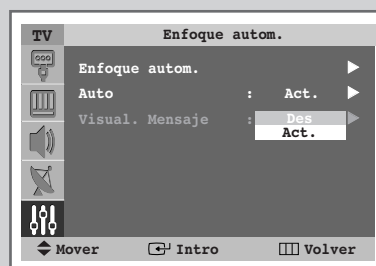 TV Enfoque autom.
Enfoque autom.
Auto : Act.
Visual. Mensaje : Des
Act.
Mover Intro Volver